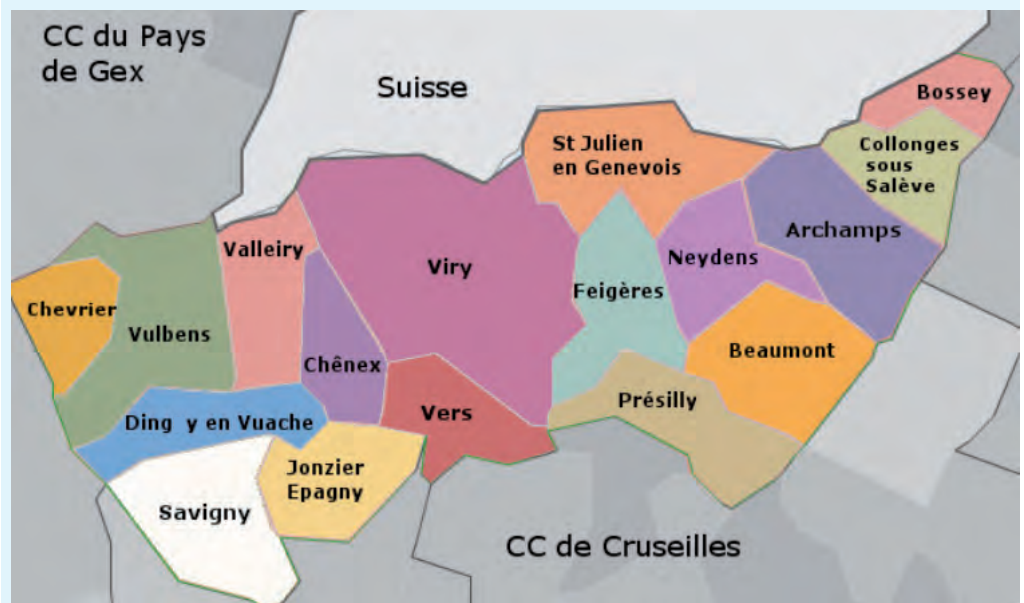 CC du Pays
de Gex
Suisse
Bossey
St Julien
en Genevois
Collonges
sous
Salève
Archamps
Valleiry
Neydens
Viry
Feigères
Chevrier
Vulbens
Beaumont
Chênex
Présilly
Vers
Ding y en Vuache
Jonzier
Epagny
Savigny
CC de Cruseilles